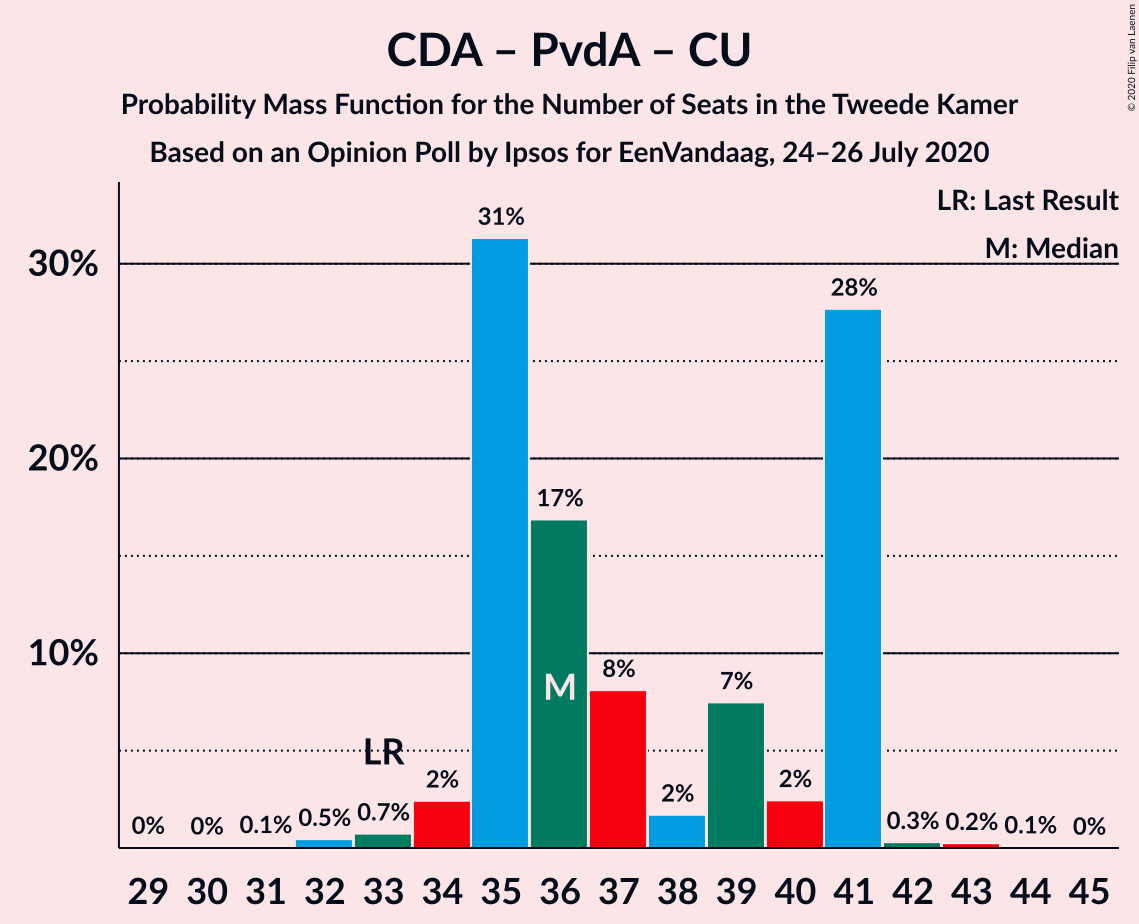 CDA – PvdA – CU
Probability Mass Function for the Number of Seats in the Tweede Kamer
Based on an Opinion Poll by Ipsos for EenVandaag, 24–26 July 2020
© 2020 Filip van Laenen
LR: Last Result
M: Median
30%
20%
10%
0% 0% 0.1% 0.5% 0.7% 2% 31% 17% 8% 2% 7% 2% 28% 0.3% 0.2% 0.1% 0%
LR
M
29 30 31 32 33 34 35 36 37 38 39 40 41 42 43 44 45